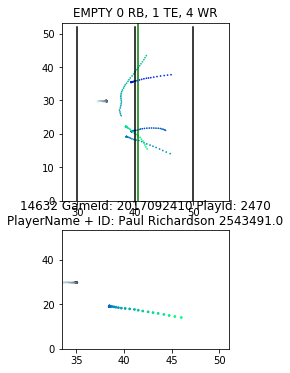 EMPTY 0 RB, 1 TE, 4 WR
50
40
30
20
10
0
30 40 50
14632 GameId: 2017092410 PlayId: 2470
PlayerName + ID: Paul Richardson 2543491.0
40
20
0
35 40 45 50